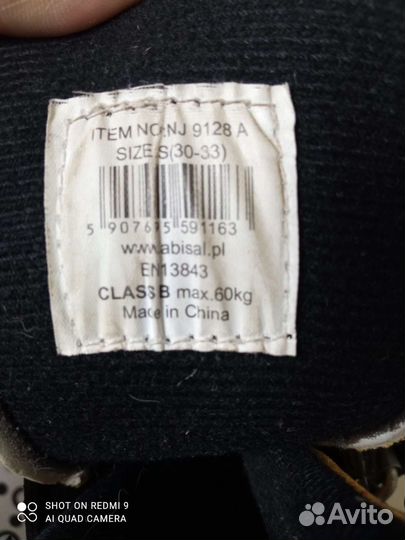 ITEM NO:NJ 9128 A
SIZE S(30-33)
5 907695 591163
www.abisal.pl
EN13843
CLASS B max.60kg
Made in China
SHOT ON REDMI 9
AI QUAD CAMERA
Avito